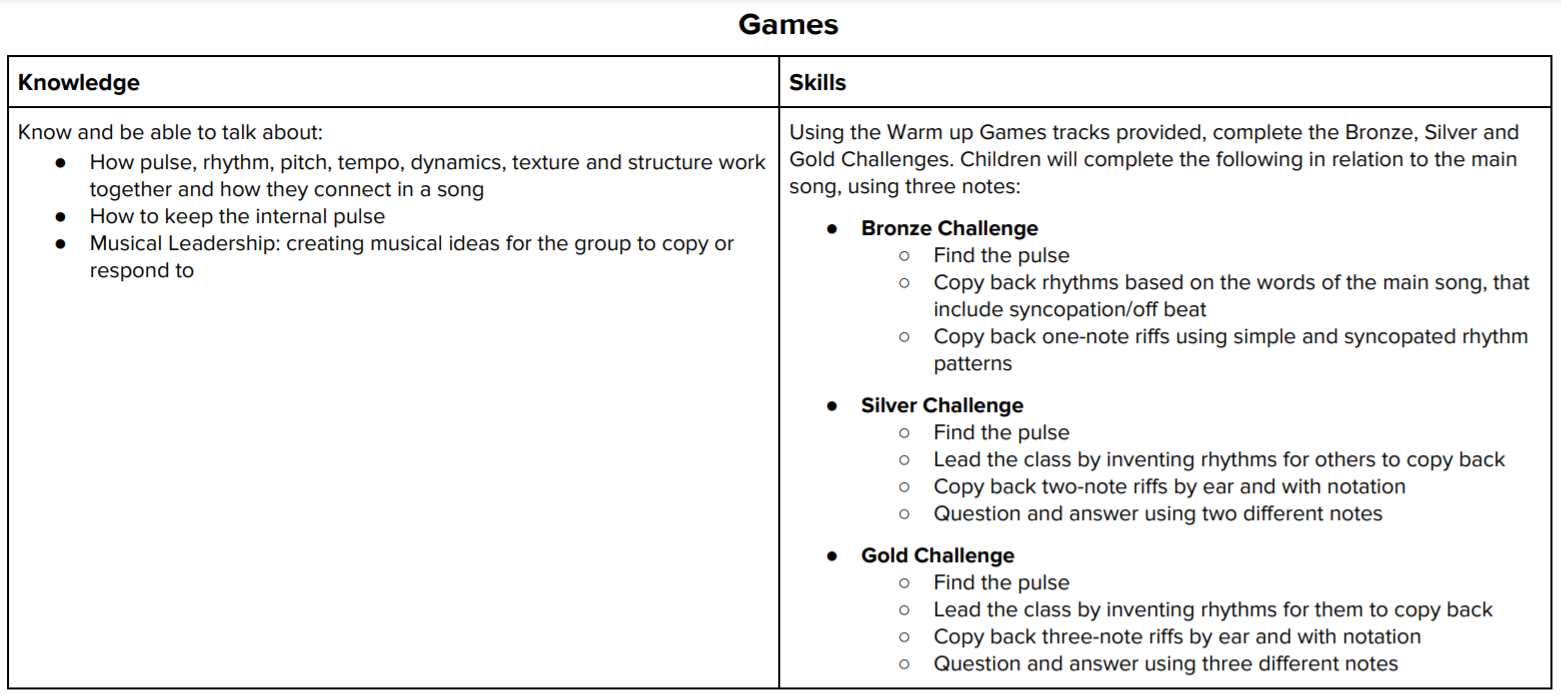 Games
Knowledge
Know and be able to talk about:
● How pulse, rhythm, pitch, tempo, dynamics, texture and structure work
together and how they connect in a song
● How to keep the internal pulse
● Musical Leadership: creating musical ideas for the group to copy or
respond to
Skills
Using the Warm up Games tracks provided, complete the Bronze, Silver and
Gold Challenges. Children will complete the following in relation to the main
song, using three notes:
● Bronze Challenge
○ Find the pulse
○ Copy back rhythms based on the words of the main song, that
include syncopation/off beat
○ Copy back one-note riffs using simple and syncopated rhythm
patterns
● Silver Challenge
○ Find the pulse
○ Lead the class by inventing rhythms for others to copy back
○ Copy back two-note riffs by ear and with notation
○ Question and answer using two different notes
● Gold Challenge
○ Find the pulse
○ Lead the class by inventing rhythms for them to copy back
○ Copy back three-note riffs by ear and with notation
○ Question and answer using three different notes